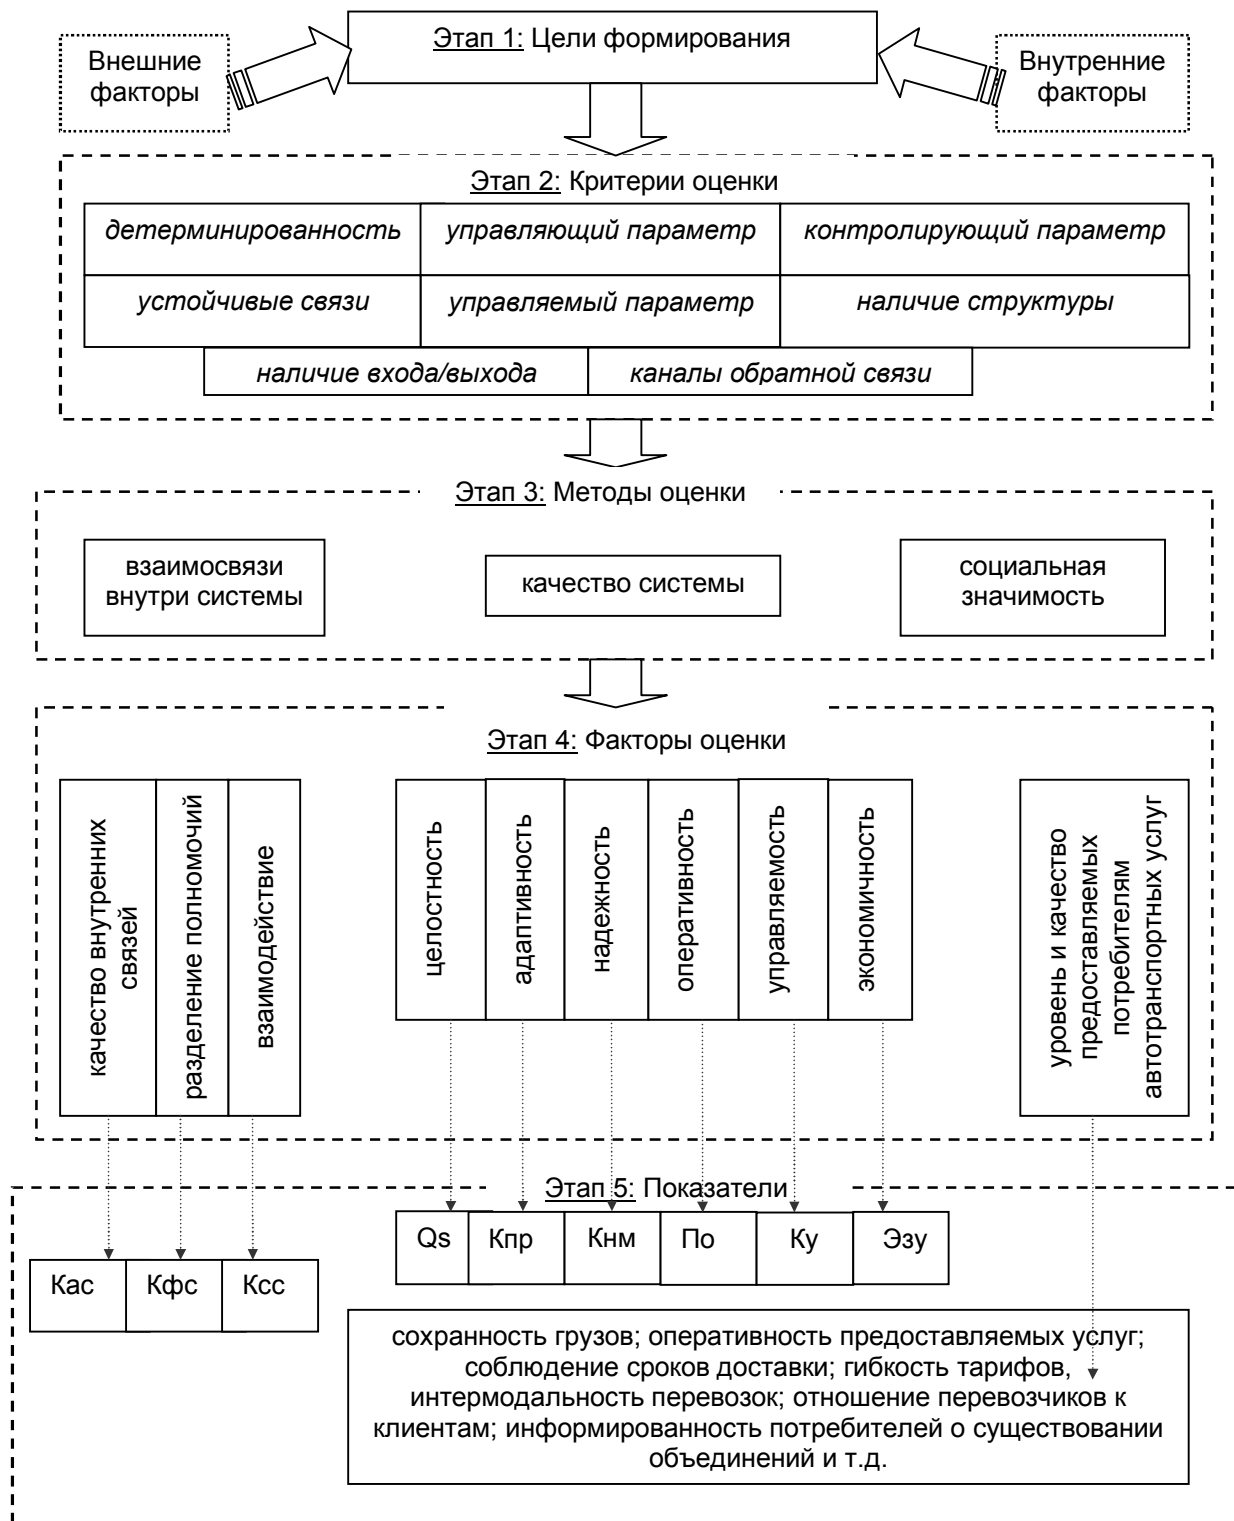 Этап 1: Цели формирования
Внешние
факторы
Внутренние
факторы
Этап 2: Критерии оценки
детерминированность
управляющий параметр
контролирующий параметр
устойчивые связи
управляемый параметр
наличие структуры
наличие входа/выхода
каналы обратной связи
Этап 3: Методы оценки
взаимосвязи
внутри системы
качество системы
социальная
значимость
Этап 4: Факторы оценки
качество внутренних
связей
разделение полномочий
взаимодействие
целостность
адаптивность
надежность
оперативность
управляемость
экономичность
уровень и качество
предоставляемых
потребителям
автотранспортных услуг
Этап 5: Показатели
Qs
Кпр
Кнм
По
Ку
Эзу
Кас
Кфс
Ксс
сохранность грузов; оперативность предоставляемых услуг;
соблюдение сроков доставки; гибкость тарифов,
интермодальность перевозок; отношение перевозчиков к
клиентам; информированность потребителей о существовании
объединений и т.д.